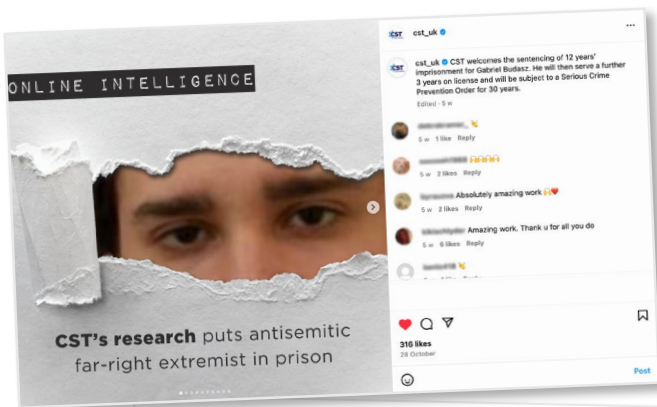 ONLINE INTELLIGENCE
CST's research puts antisemitic
far-right extremist in prison
CST
cst_uk
CST
cst_uk CST welcomes the sentencing of 12 years'
imprisonment for Gabriel Budasz. He will then serve a further
3 years on license and will be subject to a Serious Crime
Prevention Order for 30 years.
Edited · 5 w
5 w 1 like Reply
5 w 2 likes Reply
Absolutely amazing work
5 w 2 likes Reply
Amazing work. Thank u for all you do
5 w 6 likes Reply
316 likes
28 October
Post